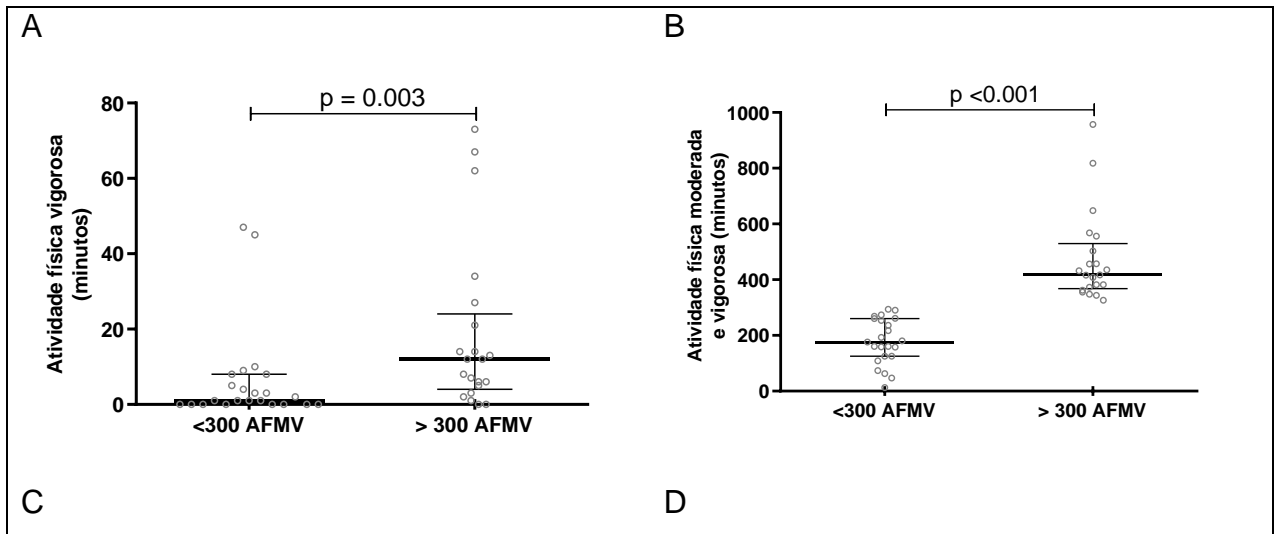 A
B
p = 0.003
p <0.001
Atividade física vigorosa
(minutos)
80
60
40
20
0
<300 AFMV
> 300 AFMV
Atividade física moderada
e vigorosa (minutos)
1000
800
600
400
200
0
<300 AFMV
> 300 AFMV
C
D